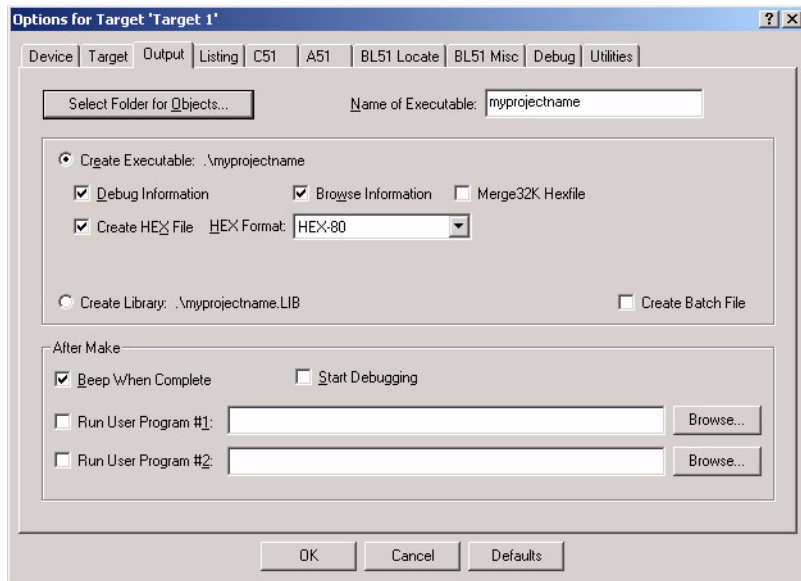 Options for Target 'Target 1'
Device Target Output Listing C51 A51 BL51 Locate BL51 Misc Debug Utilities
Select Folder for Objects... Name of Executable: myprojectname
Create Executable: .\myprojectname
Debug Information Browse Information Merge32K Hexfile
Create HEX File HEX Format: HEX-80
Create Library: .\myprojectname.LIB Create Batch File
After Make
Beep When Complete Start Debugging
Run User Program #1: Browse...
Run User Program #2: Browse...
OK Cancel Defaults